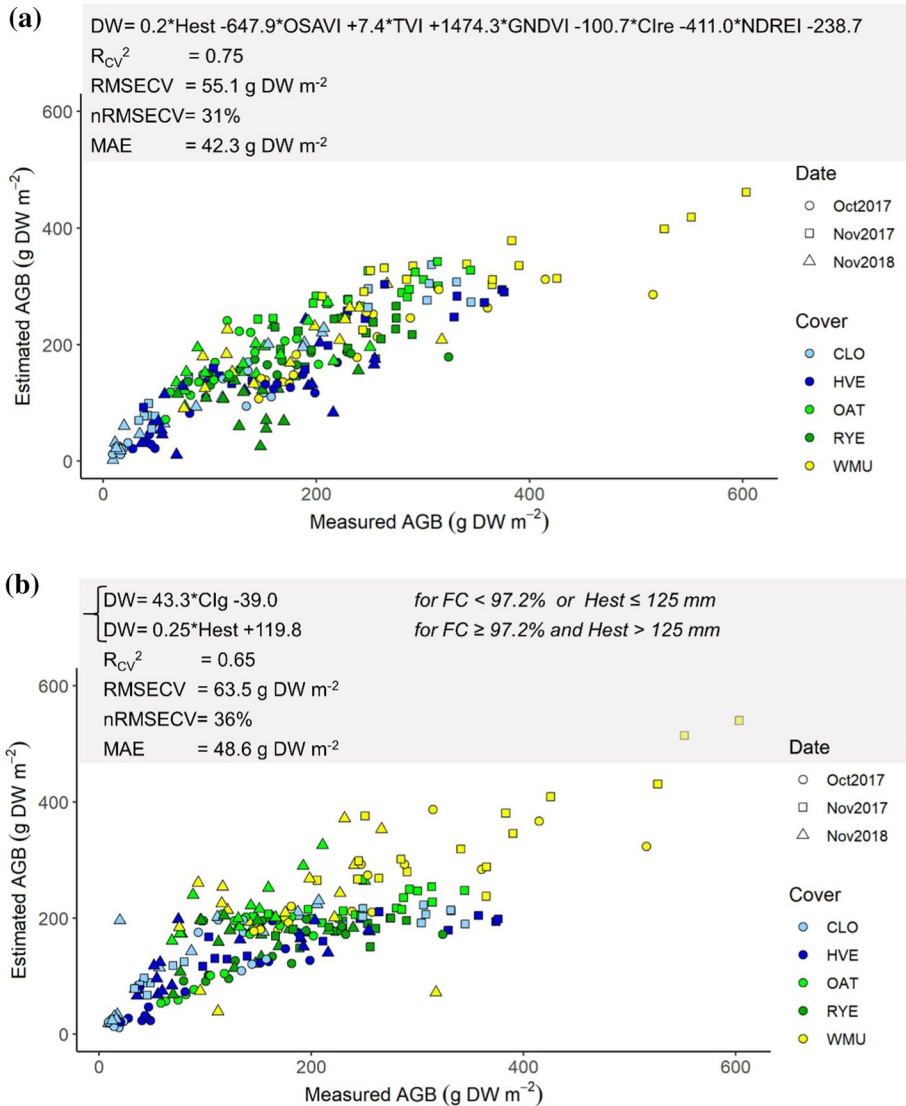 (a)
DW= 0.2*Hest -647.9*OSAVI +7.4*TVI +1474.3*GNDVI -100.7*CIre -411.0*NDREI -238.7
R_CV² = 0.75
RMSECV = 55.1 g DW m⁻²
nRMSECV= 31%
MAE = 42.3 g DW m⁻²
Estimated AGB (g DW m⁻²)
600
400
200
0
0 200 400 600
Measured AGB (g DW m⁻²)
Date
Oct2017
Nov2017
Nov2018
Cover
CLO
HVE
OAT
RYE
WMU
(b)
DW= 43.3*CIg -39.0 for FC < 97.2% or Hest ≤ 125 mm
DW= 0.25*Hest +119.8 for FC ≥ 97.2% and Hest > 125 mm
R_CV² = 0.65
RMSECV = 63.5 g DW m⁻²
nRMSECV= 36%
MAE = 48.6 g DW m⁻²
Estimated AGB (g DW m⁻²)
600
400
200
0
0 200 400 600
Measured AGB (g DW m⁻²)
Date
Oct2017
Nov2017
Nov2018
Cover
CLO
HVE
OAT
RYE
WMU